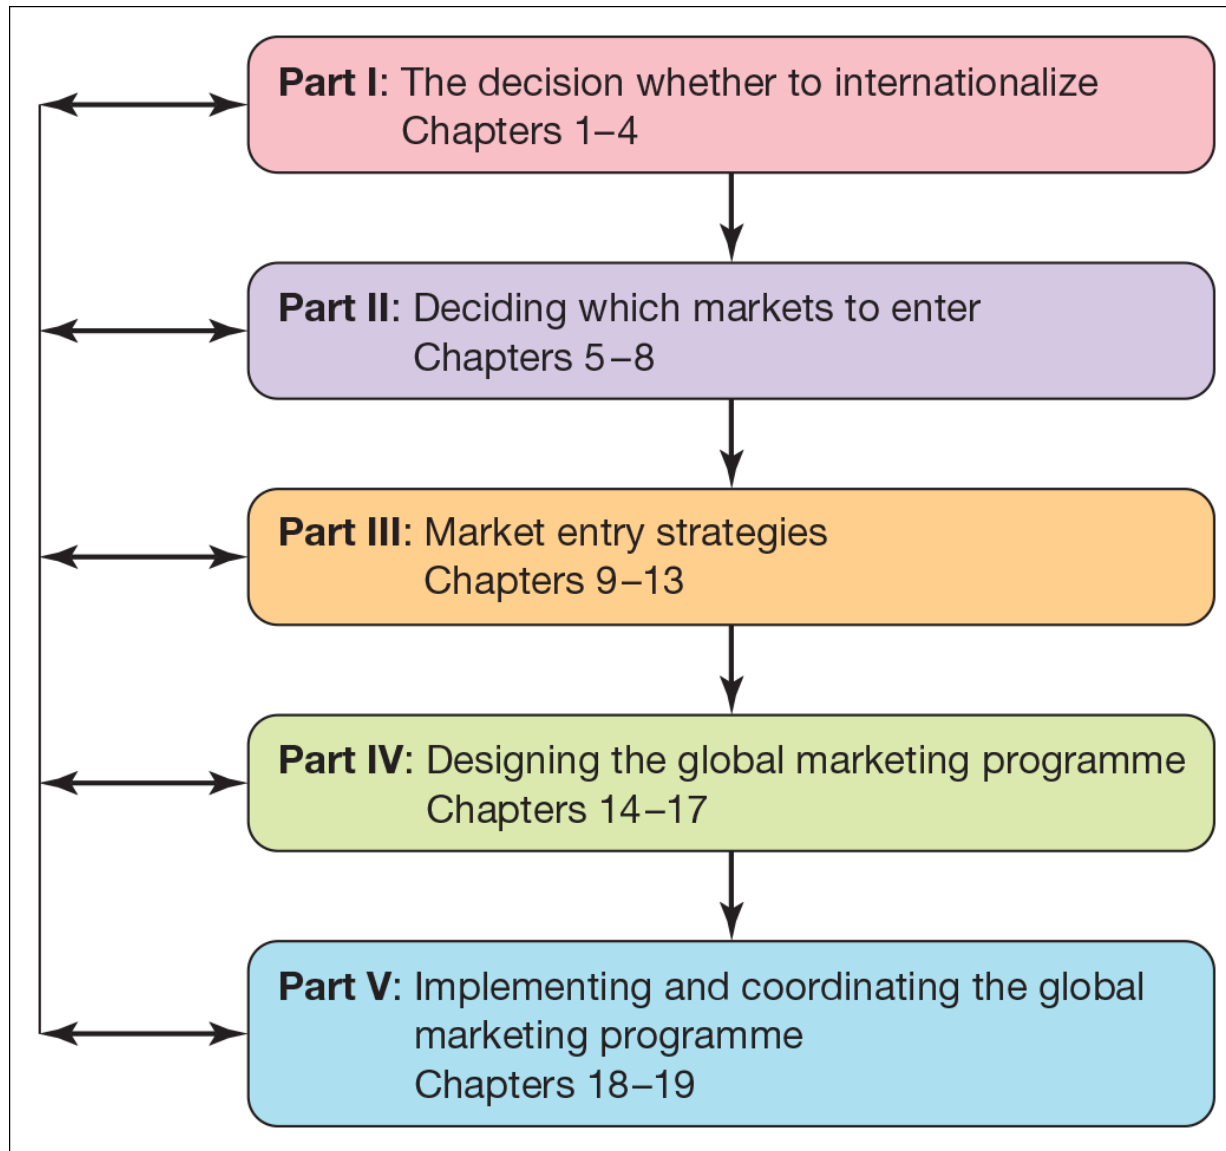 Part I: The decision whether to internationalize
Chapters 1–4
Part II: Deciding which markets to enter
Chapters 5–8
Part III: Market entry strategies
Chapters 9–13
Part IV: Designing the global marketing programme
Chapters 14–17
Part V: Implementing and coordinating the global
marketing programme
Chapters 18–19